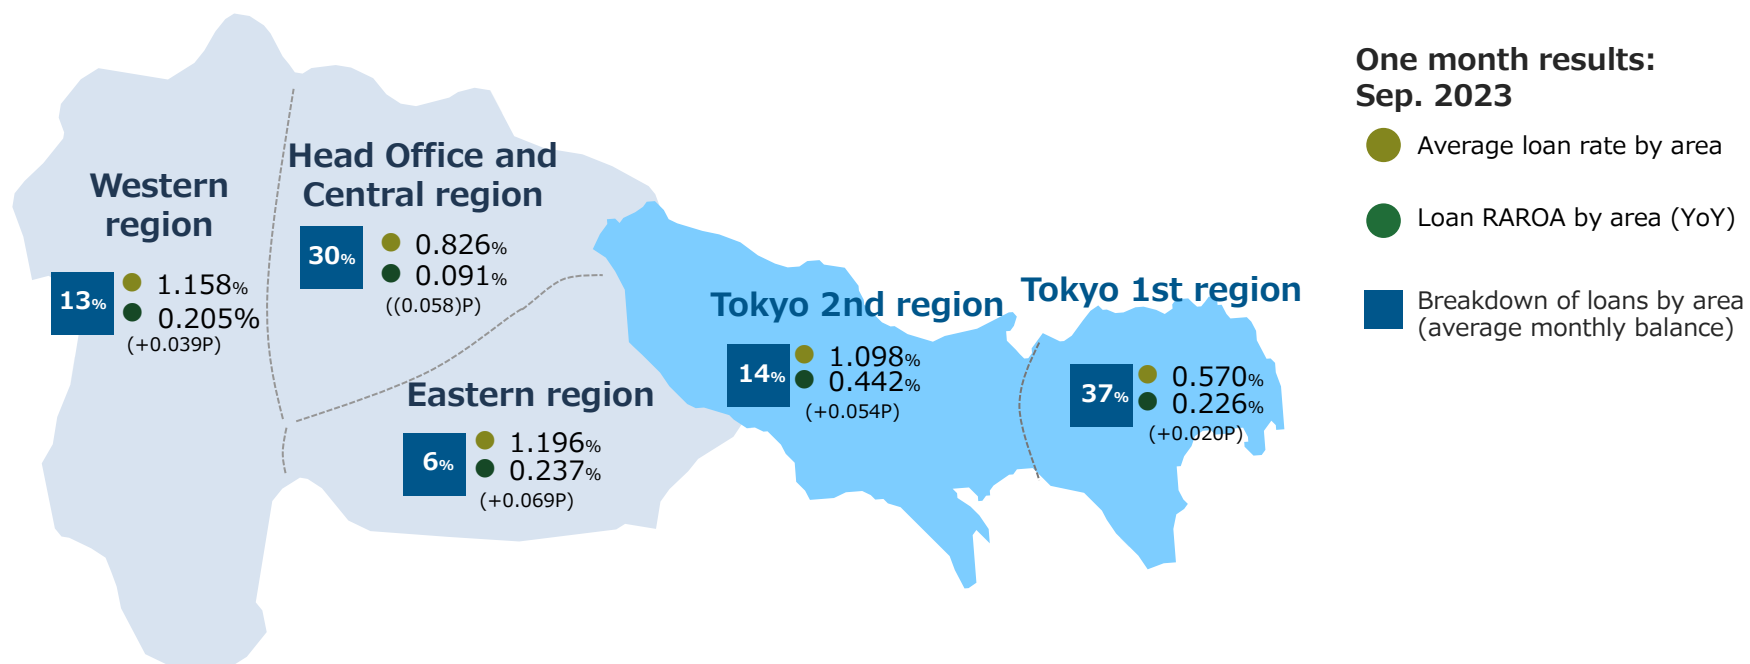 Western
region
13%
1.158%
0.205%
(+0.039P)
Head Office and
Central region
30%
0.826%
0.091%
((0.058)P)
Eastern region
6%
1.196%
0.237%
(+0.069P)
Tokyo 2nd region
14%
1.098%
0.442%
(+0.054P)
Tokyo 1st region
37%
0.570%
0.226%
(+0.020P)
One month results:
Sep. 2023
Average loan rate by area
Loan RAROA by area (YoY)
Breakdown of loans by area
(average monthly balance)